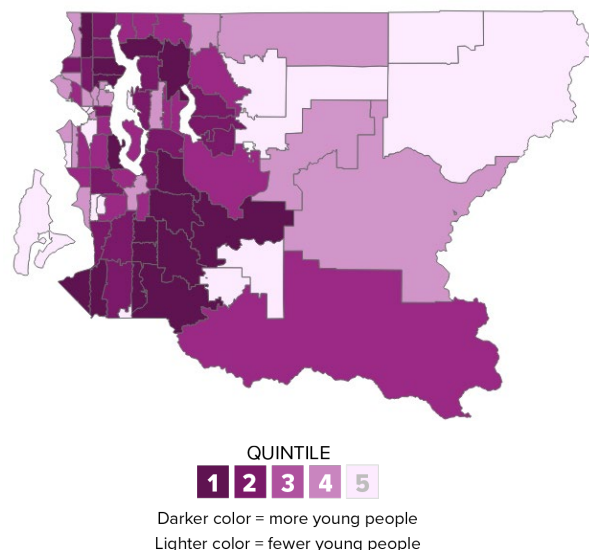 QUINTILE
1 2 3 4 5
Darker color = more young people
Lighter color = fewer young people